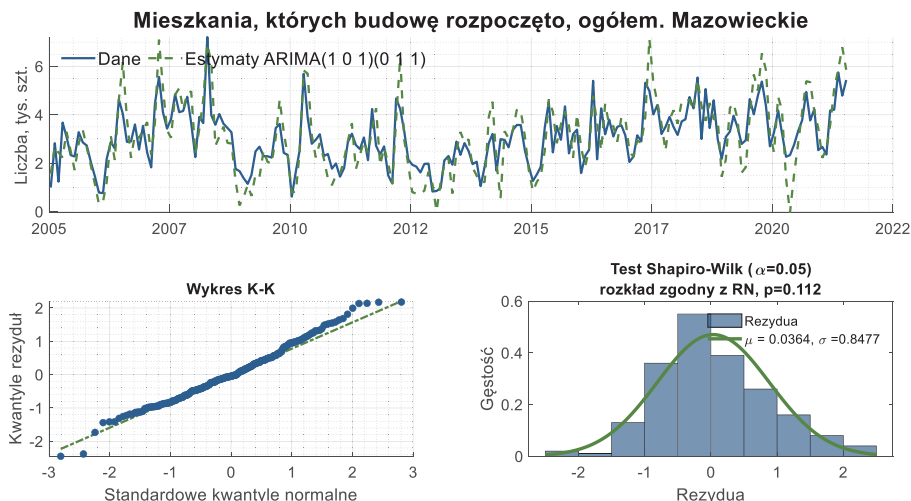 Mieszkania, których budowę rozpoczęto, ogółem. Mazowieckie
Dane Estymaty ARIMA(1 0 1)(0 1 1)
Liczba, tys. szt.
6
4
2
0
2005 2007 2010 2012 2015 2017 2020 2022
Wykres K-K
Kwantyle rezyduł
2
1
0
-1
-2
-3 -2 -1 0 1 2 3
Standardowe kwantyle normalne
Test Shapiro-Wilk (α=0.05)
rozkład zgodny z RN, p=0.112
Rezydua
μ = 0.0364, σ =0.8477
Gęstość
0.6
0.4
0.2
0
-2 -1 0 1 2
Rezydua